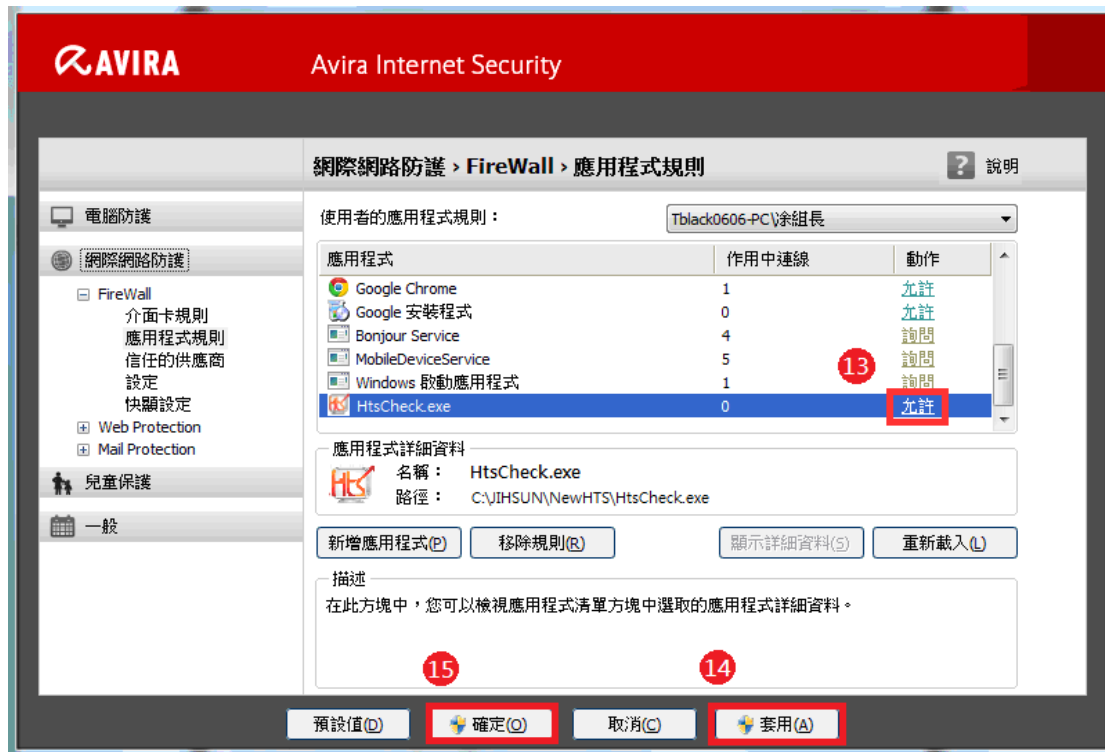 AVIRA Avira Internet Security
網際網路防護 › FireWall › 應用程式規則 ? 說明
電腦防護
網際網路防護
FireWall
介面卡規則
應用程式規則
信任的供應商
設定
快顯設定
Web Protection
Mail Protection
兒童保護
一般
使用者的應用程式規則： Tblack0606-PC\涂組長
應用程式 作用中連線 動作
Google Chrome 1 允許
Google 安裝程式 0 允許
Bonjour Service 4 詢問
MobileDeviceService 5 詢問
Windows 啟動應用程式 1 詢問
13
HtsCheck.exe 0 允許
應用程式詳細資料
HtS
名稱： HtsCheck.exe
路徑： C:\JIHSUN\NewHTS\HtsCheck.exe
新增應用程式(P) 移除規則(R) 顯示詳細資料(S) 重新載入(L)
描述
在此方塊中，您可以檢視應用程式清單方塊中選取的應用程式詳細資料。
15 14
預設值(D) 確定(O) 取消(C) 套用(A)